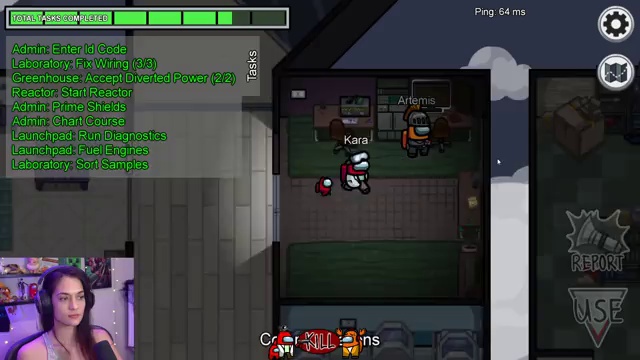 TOTAL TASKS COMPLETED
Ping: 64 ms
Tasks
Admin: Enter Id Code
Laboratory: Fix Wiring (3/3)
Greenhouse: Accept Diverted Power (2/2)
Reactor: Start Reactor
Admin: Prime Shields
Admin: Chart Course
Launchpad: Run Diagnostics
Launchpad: Fuel Engines
Laboratory: Sort Samples
Artemis
Kara
REPORT
USE
KILL